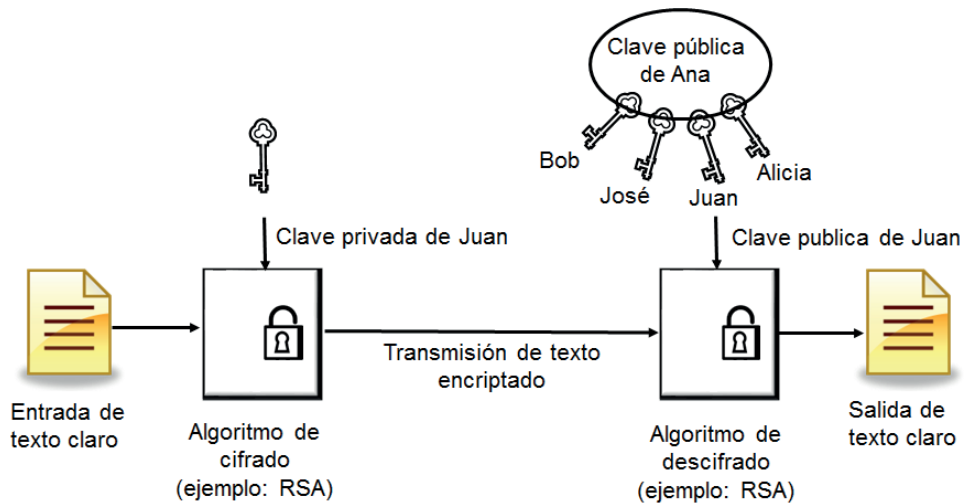 Clave pública
de Ana
Bob
José
Juan
Alicia
Clave privada de Juan
Clave publica de Juan
Transmisión de texto
encriptado
Entrada de
texto claro
Algoritmo de
cifrado
(ejemplo: RSA)
Algoritmo de
descifrado
(ejemplo: RSA)
Salida de
texto claro